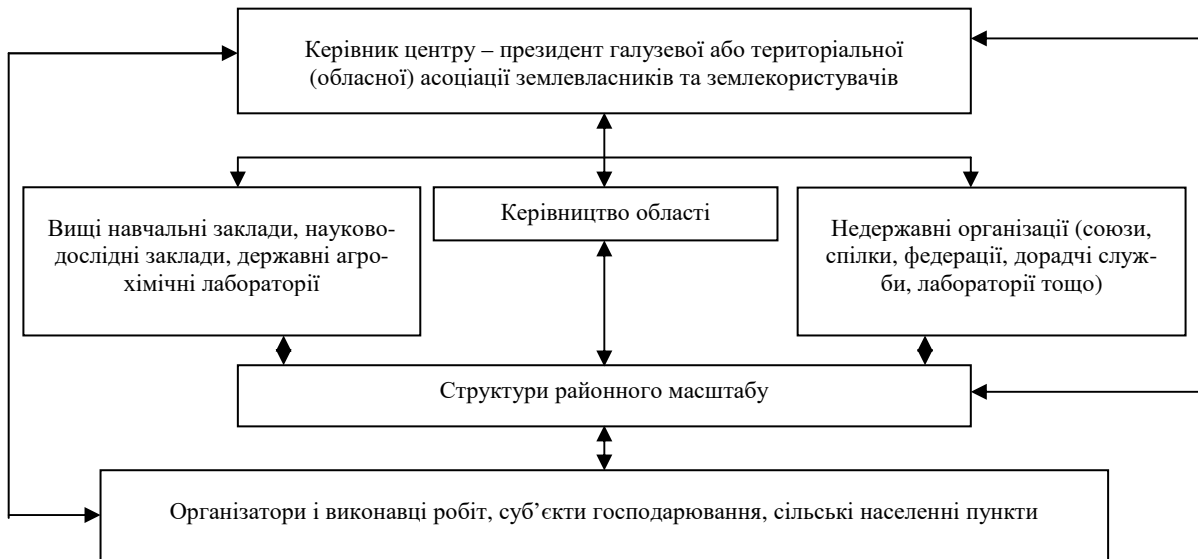 Керівник центру – президент галузевої або територіальної
(обласної) асоціації землевласників та землекористувачів
Вищі навчальні заклади, науково-
дослідні заклади, державні агро-
хімічні лабораторії
Керівництво області
Недержавні організації (союзи,
спілки, федерації, дорадчі служ-
би, лабораторії тощо)
Структури районного масштабу
Організатори і виконавці робіт, суб’єкти господарювання, сільські населенні пункти